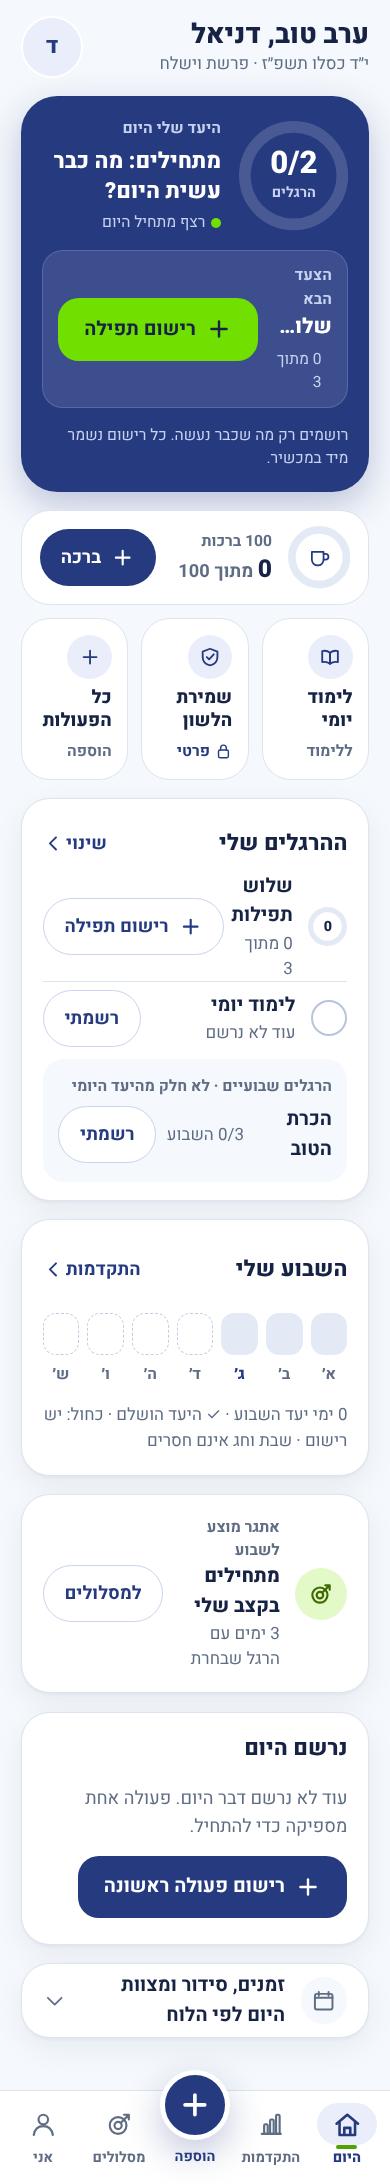 ערב טוב, דניאל
ד
י״ד כסלו תשפ״ז · פרשת וישלח
0/2
הרגלים
היעד שלי היום
מתחילים: מה כבר
עשית היום?
רצף מתחיל היום
הצעד
הבא
שלו...
0 מתוך
3
רישום תפילה
רושמים רק מה שכבר נעשה. כל רישום נשמר
מיד במכשיר.
100 ברכות
0 מתוך 100
ברכה
לימוד
יומי
ללימוד
שמירת
הלשון
פרטי
כל
הפעולות
הוספה
ההרגלים שלי
שינוי
0
שלוש
תפילות
0 מתוך
3
רישום תפילה
לימוד יומי
עוד לא נרשם
רשמתי
הרגלים שבועיים · לא חלק מהיעד היומי
הכרת
הטוב
0/3 השבוע
רשמתי
השבוע שלי
התקדמות
א׳
ב׳
ג׳
ד׳
ה׳
ו׳
ש׳
0 ימי יעד השבוע · ✓ היעד הושלם · כחול: יש
רישום · שבת וחג אינם חסרים
אתגר מוצע
לשבוע
מתחילים
בקצב שלי
3 ימים עם
הרגל שבחרת
למסלולים
נרשם היום
עוד לא נרשם דבר היום. פעולה אחת
מספיקה כדי להתחיל.
רישום פעולה ראשונה
זמנים, סידור ומצוות
היום לפי הלוח
היום
התקדמות
הוספה
מסלולים
אני